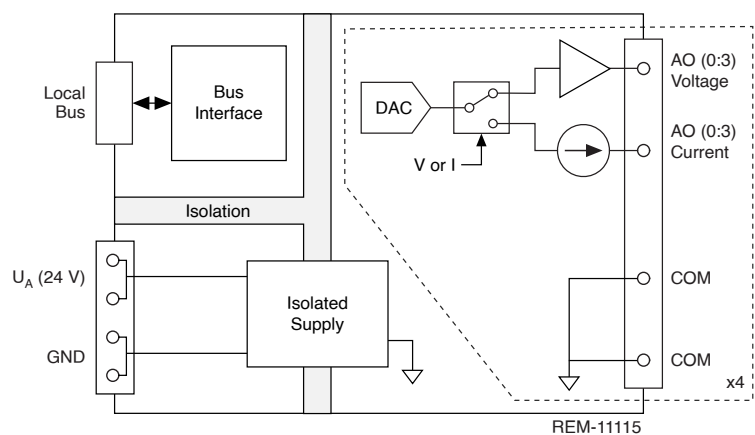 Local
Bus
Bus
Interface
DAC
V or I
AO (0:3)
Voltage
AO (0:3)
Current
Isolation
U_A (24 V)
GND
Isolated
Supply
COM
COM
x4
REM-11115